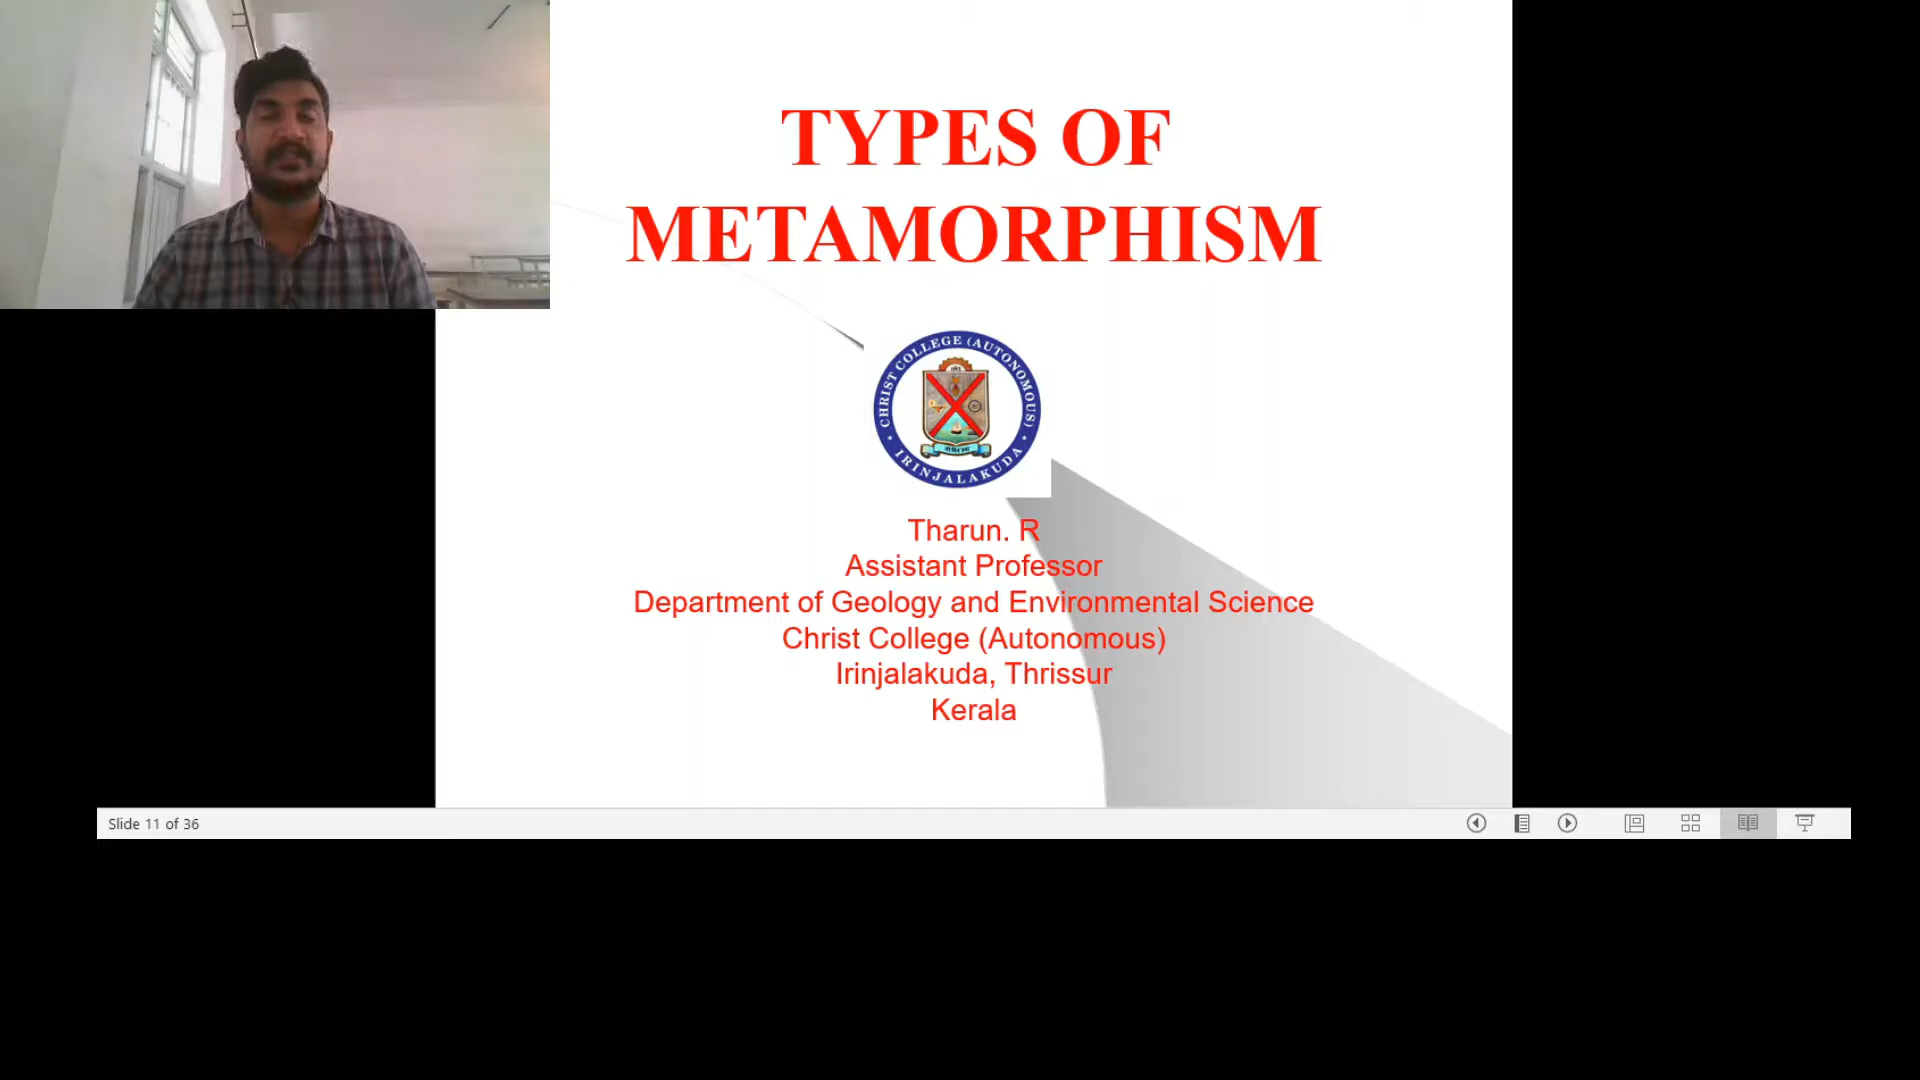 TYPES OF
METAMORPHISM
CHRIST COLLEGE (AUTONOMOUS)
IRINJALAKUDA
Tharun. R
Assistant Professor
Department of Geology and Environmental Science
Christ College (Autonomous)
Irinjalakuda, Thrissur
Kerala
Slide 11 of 36